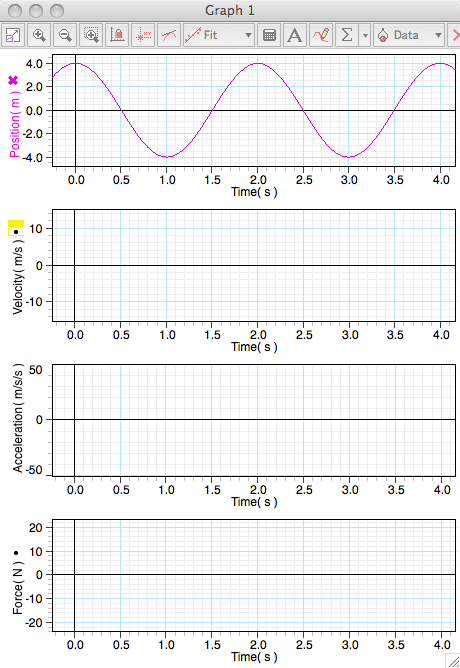 Graph 1
Fit
A
Σ
Data
Position( m )
4.0
2.0
0.0
-2.0
-4.0
0.0 0.5 1.0 1.5 2.0 2.5 3.0 3.5 4.0
Time( s )
Velocity( m/s )
10
0
-10
0.0 0.5 1.0 1.5 2.0 2.5 3.0 3.5 4.0
Time( s )
Acceleration( m/s/s )
50
0
-50
0.0 0.5 1.0 1.5 2.0 2.5 3.0 3.5 4.0
Time( s )
Force( N )
20
10
0
-10
-20
0.0 0.5 1.0 1.5 2.0 2.5 3.0 3.5 4.0
Time( s )